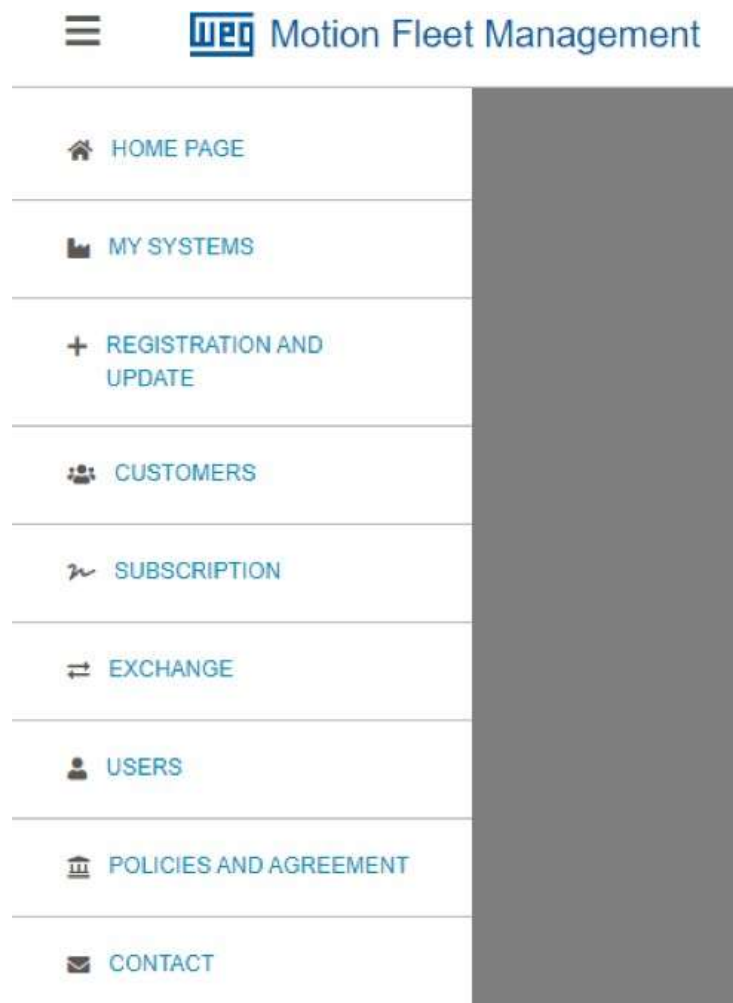 weg Motion Fleet Management
HOME PAGE
MY SYSTEMS
REGISTRATION AND
UPDATE
CUSTOMERS
SUBSCRIPTION
EXCHANGE
USERS
POLICIES AND AGREEMENT
CONTACT